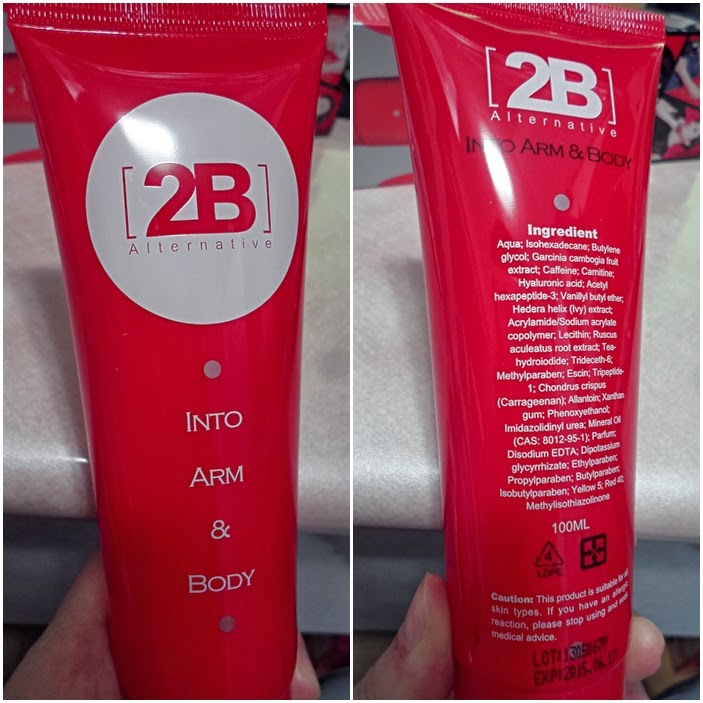 [2B]
Alternative
INTO
ARM
&
BODY
[2B]
Alternative
INTO ARM & BODY
Ingredient
Aqua; Isohexadecane; Butylene
glycol; Garcinia cambogia fruit
extract; Caffeine; Carnitine;
Hyaluronic acid; Acetyl
hexapeptide-3; Vanillyl butyl ether;
Hedera helix (Ivy) extract;
Acrylamide/Sodium acrylate
copolymer; Lecithin; Ruscus
aculeatus root extract; Tea-
hydroiodide; Trideceth-6;
Methylparaben; Escin; Tripeptide-
1; Chondrus crispus
(Carrageenan); Allantoin; Xanthan
gum; Phenoxyethanol;
Imidazolidinyl urea; Mineral Oil
(CAS: 8012-95-1); Parfum;
Disodium EDTA; Dipotassium
glycyrrhizate; Ethylparaben;
Propylparaben; Butylparaben;
Isobutylparaben; Yellow 5; Red 40;
Methylisothiazolinone
100ML
4
LDPE
Caution: This product is suitable for all
skin types. If you have an allergic
reaction, please stop using and seek
medical advice.
EXP:2015.06.17